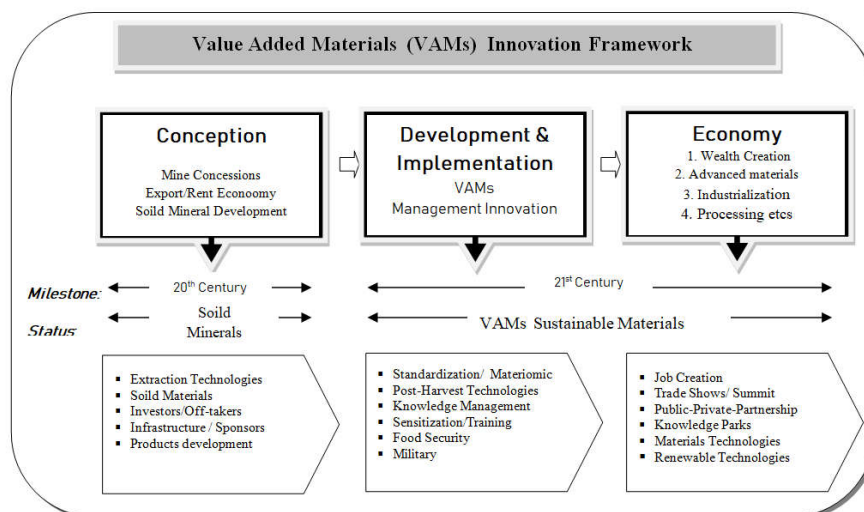 Value Added Materials (VAMs) Innovation Framework
Conception
Mine Concessions
Export/Rent Econoomy
Soild Mineral Development
Development &
Implementation
VAMs
Management Innovation
Economy
1. Wealth Creation
2. Advanced materials
3. Industrialization
4. Processing etcs
Milestone:
20th Century
21st Century
Status:
Soild
Minerals
VAMs Sustainable Materials
▪ Extraction Technologies
▪ Soild Materials
▪ Investors/Off-takers
▪ Infrastructure / Sponsors
▪ Products development
▪ Standardization/ Materiomic
▪ Post-Harvest Technologies
▪ Knowledge Management
▪ Sensitization/Training
▪ Food Security
▪ Military
▪ Job Creation
▪ Trade Shows/ Summit
▪ Public-Private-Partnership
▪ Knowledge Parks
▪ Materials Technologies
▪ Renewable Technologies